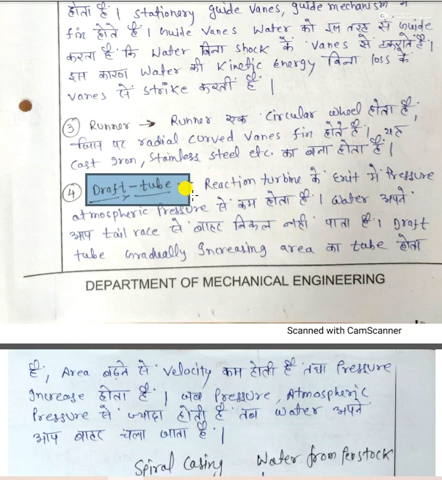 होता है | Stationary guide vanes, guide mechanism में
fin होते हैं | Guide Vanes Water को इस तरह से Guide
करता है कि Water बिना shock के vanes से टकराते हैं |
इस कारण Water की Kinetic Energy बिना loss के
vanes से strike करती है |
③ Runner → Runner एक Circular wheel होता है,
जिस पर radial curved Vanes fin होते हैं | यह
Cast Iron, Stainless Steel etc. का बना होता है |
④ Draft-tube Reaction turbine के Exit में Pressure
atmospheric Pressure से कम होता है | Water अपने
आप tail race से बाहर निकल नहीं पाता है | Draft
tube Gradually Increasing area का tube होता
DEPARTMENT OF MECHANICAL ENGINEERING
Scanned with CamScanner
है, Area बढ़ने से Velocity कम होती है तथा Pressure
Increase होता है | जब Pressure, Atmospheric
Pressure से ज्यादा होती है तब Water अपने
आप बाहर चला जाता है |
Spiral Casing Water from Penstock